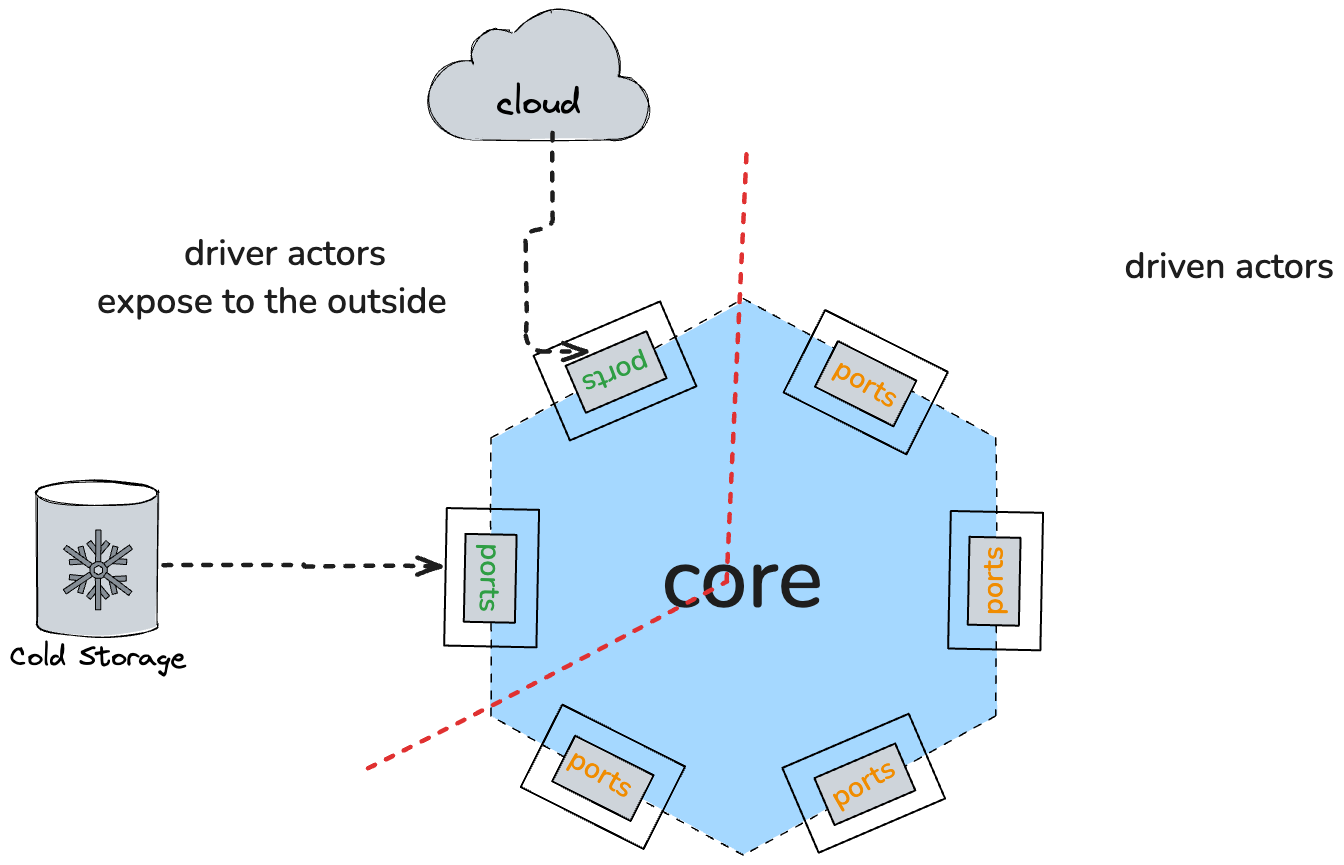 cloud
driver actors
expose to the outside
driven actors
ports
ports
ports
core
ports
Cold Storage
ports
ports